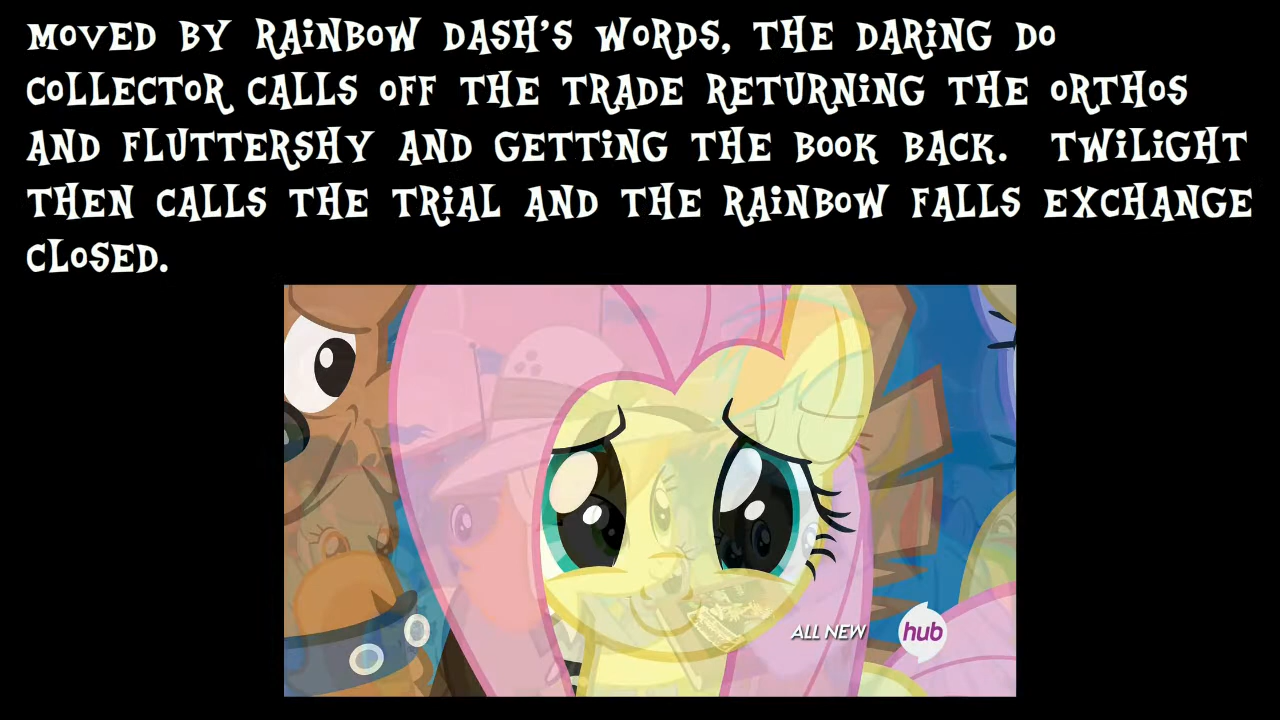 MOVED BY RAINBOW DASH'S WORDS, THE DARING DO
COLLECTOR CALLS OFF THE TRADE RETURNING THE ORTHOS
AND FLUTTERSHY AND GETTING THE BOOK BACK. TWILIGHT
THEN CALLS THE TRIAL AND THE RAINBOW FALLS EXCHANGE
CLOSED.
ALL NEW hub